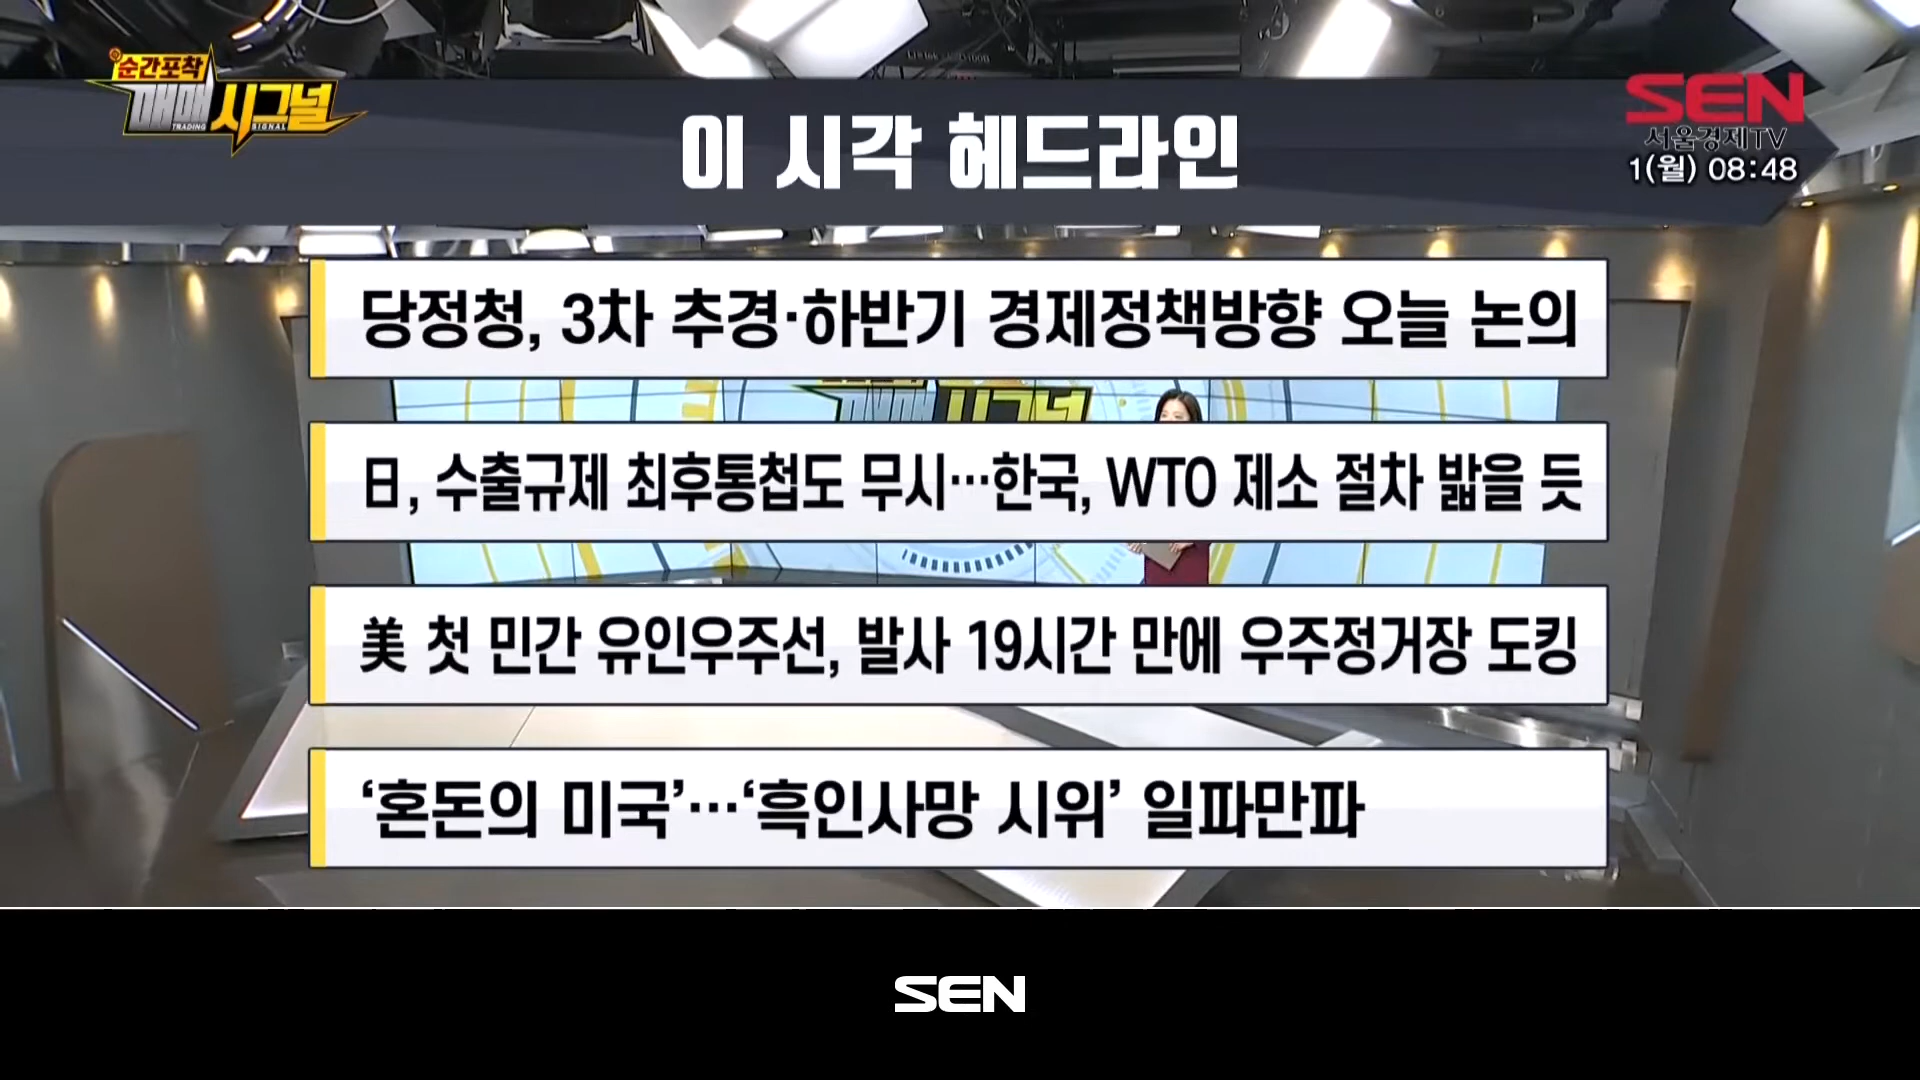 순간포착
매매 시그널
TRADING SIGNAL
이 시각 헤드라인
SEN
서울경제TV
1(월) 08:48
당정청, 3차 추경·하반기 경제정책방향 오늘 논의
日, 수출규제 최후통첩도 무시…한국, WTO 제소 절차 밟을 듯
美 첫 민간 유인우주선, 발사 19시간 만에 우주정거장 도킹
‘혼돈의 미국’…‘흑인사망 시위’ 일파만파
SEN